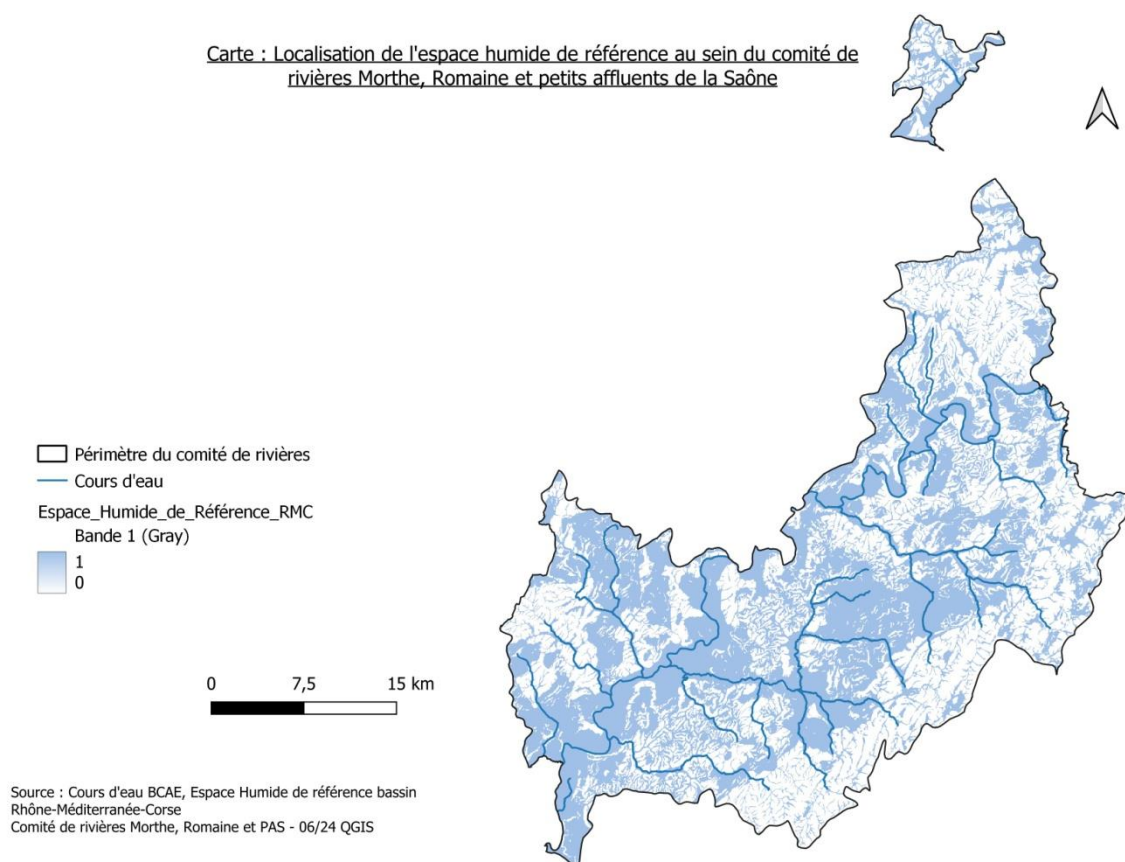 Carte : Localisation de l'espace humide de référence au sein du comité de
rivières Morthe, Romaine et petits affluents de la Saône
Périmètre du comité de rivières
Cours d'eau
Espace_Humide_de_Référence_RMC
Bande 1 (Gray)
1
0
0 7,5 15 km
Source : Cours d'eau BCAE, Espace Humide de référence bassin
Rhône-Méditerranée-Corse
Comité de rivières Morthe, Romaine et PAS - 06/24 QGIS